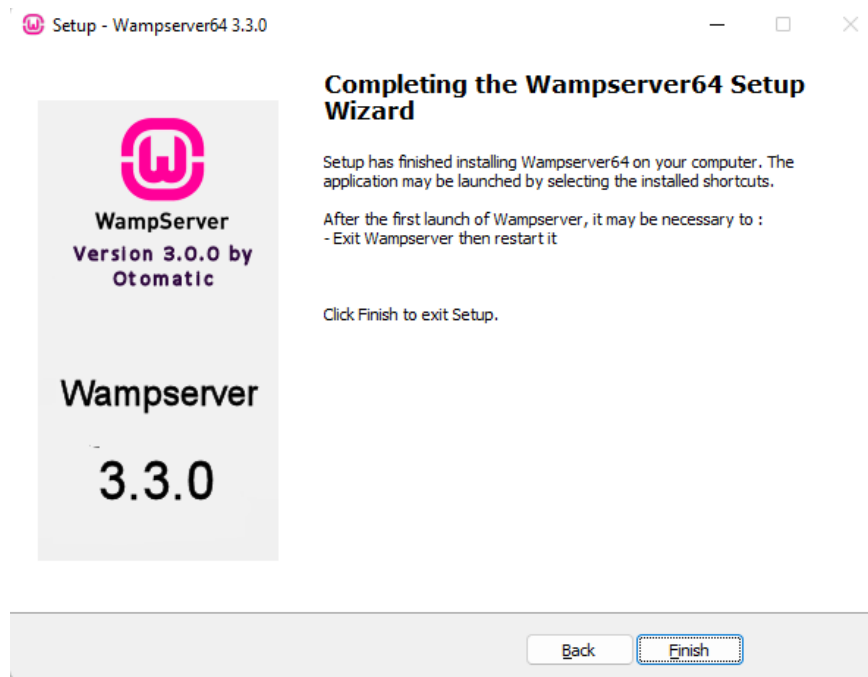 Setup - Wampserver64 3.3.0
Completing the Wampserver64 Setup
Wizard
Setup has finished installing Wampserver64 on your computer. The
application may be launched by selecting the installed shortcuts.
After the first launch of Wampserver, it may be necessary to :
- Exit Wampserver then restart it
Click Finish to exit Setup.
WampServer
Version 3.0.0 by
Otomatic
Wampserver
3.3.0
Back
Finish